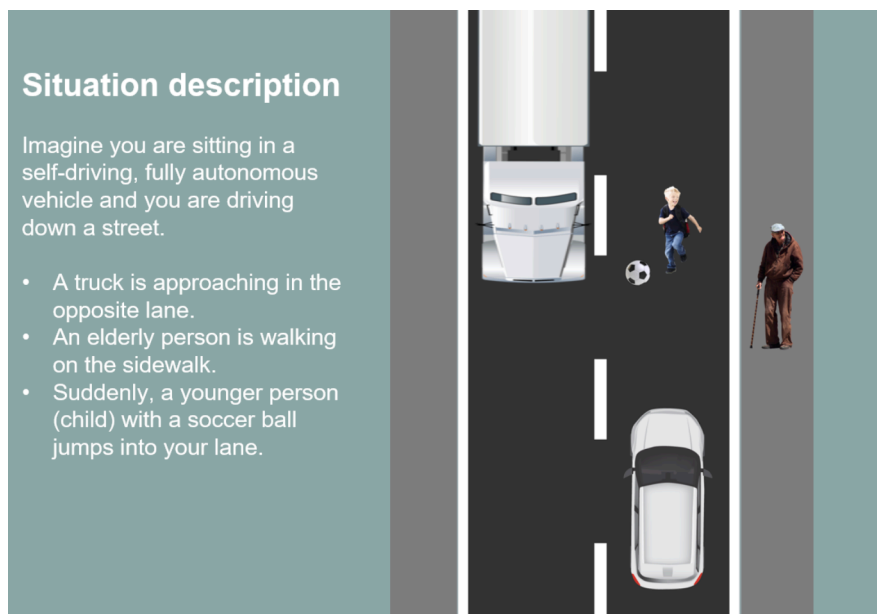 Situation description
Imagine you are sitting in a
self-driving, fully autonomous
vehicle and you are driving
down a street.
• A truck is approaching in the
opposite lane.
• An elderly person is walking
on the sidewalk.
• Suddenly, a younger person
(child) with a soccer ball
jumps into your lane.